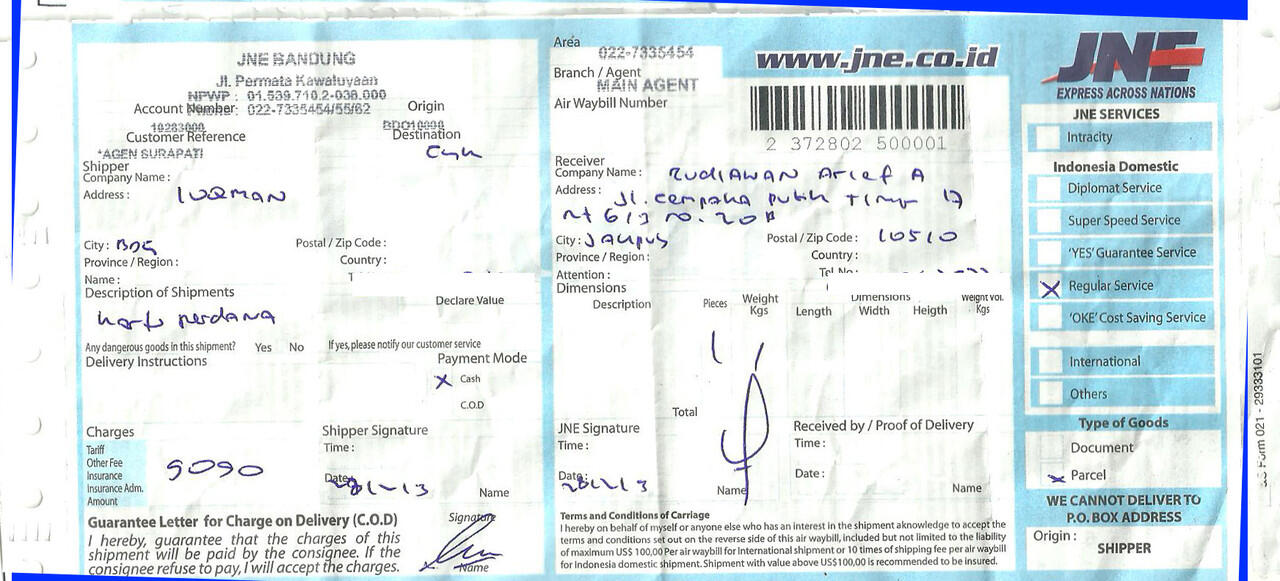 JNE BANDUNG
Jl. Permata Kawaluyaan
NPWP : 01.539.710.2-038.000
Account Number : 022-7335454/55/62
Origin
10283000
BDO10000
Customer Reference
Destination
*AGEN SURAPATI
Shipper
Company Name :
Address :
City : BDG
Postal / Zip Code :
Province / Region :
Country :
Name :
Description of Shipments
Declare Value
perdana
Any dangerous goods in this shipment? Yes No
If yes, please notify our customer service
Delivery Instructions
Payment Mode
X Cash
C.O.D
Charges
Tariff
Other Fee
Insurance
Insurance Adm.
Amount
9090
Shipper Signature
Time :
Date:
Name
Guarantee Letter for Charge on Delivery (C.O.D)
I hereby, guarantee that the charges of this
shipment will be paid by the consignee. If the
consignee refuse to pay, I will accept the charges.
Signature
Name
Area
022-7335454
Branch / Agent
MAIN AGENT
Air Waybill Number
www.jne.co.id
2 372802 500001
Receiver
Company Name : RUDIAWAN Arief A
Address : Jl. cempaka putih 17
rt 6/3 no. 20B
City : JAKpus
Postal / Zip Code : 10510
Province / Region :
Country :
Attention :
Tel No:
Dimensions
Description
Pieces
Weight
Kgs
Dimensions
Length Width Heigth
Weight Vol.
Kgs
Total
JNE Signature
Time :
Date:
Name
Received by / Proof of Delivery
Time :
Date :
Name
Terms and Conditions of Carriage
I hereby on behalf of myself or anyone else who has an interest in the shipment aknowledge to accept the
terms and conditions set out on the reverse side of this air waybill, included but not limited to the liability
of maximum US$ 100,00 Per air waybill for International shipment or 10 times of shipping fee per air waybill
for Indonesia domestic shipment. Shipment with value above US$100,00 is recommended to be insured.
JNE
EXPRESS ACROSS NATIONS
JNE SERVICES
Intracity
Indonesia Domestic
Diplomat Service
Super Speed Service
'YES' Guarantee Service
X Regular Service
'OKE' Cost Saving Service
International
Others
Type of Goods
Document
X Parcel
WE CANNOT DELIVER TO
P.O. BOX ADDRESS
Origin :
SHIPPER
Form 021 - 29333101